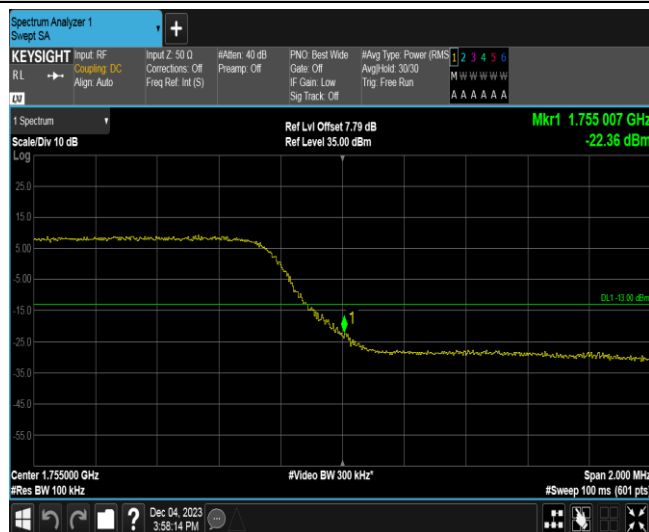 Spectrum Analyzer 1
Swept SA
KEYSIGHT
RL
Input: RF
Coupling: DC
Align: Auto
Input Z: 50 Ω
Corrections: Off
Freq Ref: Int (S)
#Atten: 40 dB
Preamp: Off
PNO: Best Wide
Gate: Off
IF Gain: Low
Sig Track: Off
#Avg Type: Power (RMS
Avg|Hold: 30/30
Trig: Free Run
1 2 3 4 5 6
M W W W W W
A A A A A A
LXI
1 Spectrum
Scale/Div 10 dB
Ref Lvl Offset 7.79 dB
Ref Level 35.00 dBm
Mkr1 1.755 007 GHz
-22.36 dBm
Log
25.0
15.0
5.00
-5.00
DL1 -13.00 dBm
-15.0
1
-25.0
-35.0
-45.0
-55.0
Center 1.755000 GHz
#Res BW 100 kHz
#Video BW 300 kHz*
Span 2.000 MHz
#Sweep 100 ms (601 pts)
?
Dec 04, 2023
3:58:14 PM